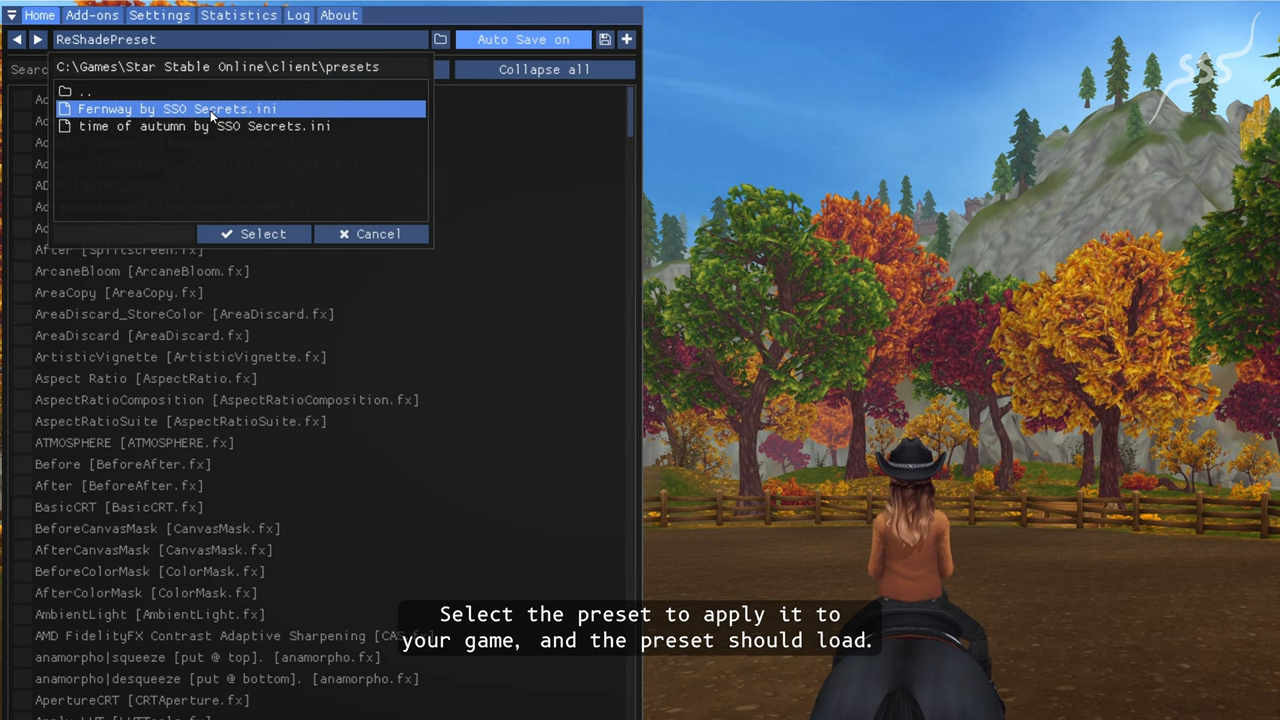 Home Add-ons Settings Statistics Log About
ReShadePreset
Auto Save on
C:\Games\Star Stable Online\client\presets
Collapse all
..
Fernway by SSO Secrets.ini
time of autumn by SSO Secrets.ini
Select Cancel
After [Splitscreen.fx]
ArcaneBloom [ArcaneBloom.fx]
AreaCopy [AreaCopy.fx]
AreaDiscard_StoreColor [AreaDiscard.fx]
AreaDiscard [AreaDiscard.fx]
ArtisticVignette [ArtisticVignette.fx]
Aspect Ratio [AspectRatio.fx]
AspectRatioComposition [AspectRatioComposition.fx]
AspectRatioSuite [AspectRatioSuite.fx]
ATMOSPHERE [ATMOSPHERE.fx]
Before [BeforeAfter.fx]
After [BeforeAfter.fx]
BasicCRT [BasicCRT.fx]
BeforeCanvasMask [CanvasMask.fx]
AfterCanvasMask [CanvasMask.fx]
BeforeColorMask [ColorMask.fx]
AfterColorMask [ColorMask.fx]
AmbientLight [AmbientLight.fx]
AMD FidelityFX Contrast Adaptive Sharpening [CAS.fx]
anamorpho|squeeze [put @ top]. [anamorpho.fx]
anamorpho|desqueeze [put @ bottom]. [anamorpho.fx]
ApertureCRT [CRTAperture.fx]
Select the preset to apply it to
your game, and the preset should load.
SSS